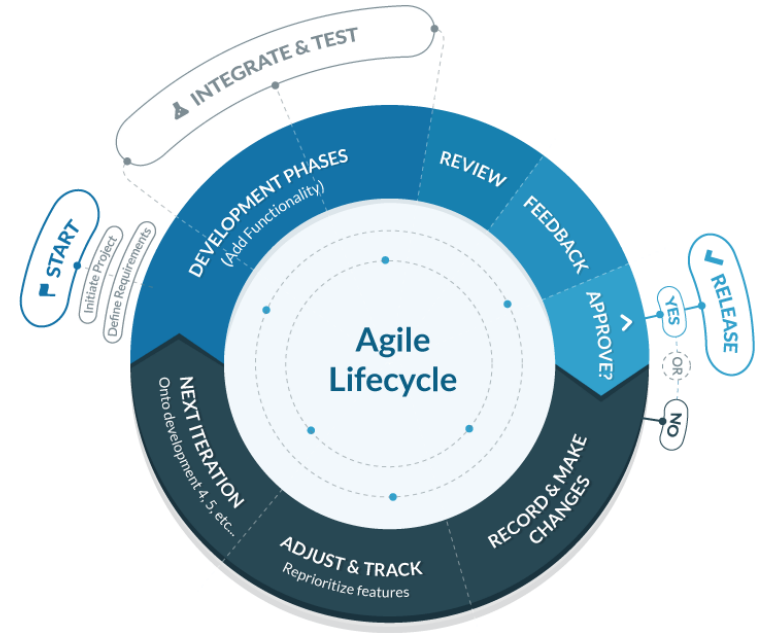 START
Initiate Project
Define Requirements
INTEGRATE & TEST
DEVELOPMENT PHASES
(Add Functionality)
REVIEW
FEEDBACK
APPROVE?
YES
RELEASE
OR
NO
RECORD & MAKE
CHANGES
ADJUST & TRACK
Reprioritize features
NEXT ITERATION
Onto development 4, 5, etc...
Agile
Lifecycle